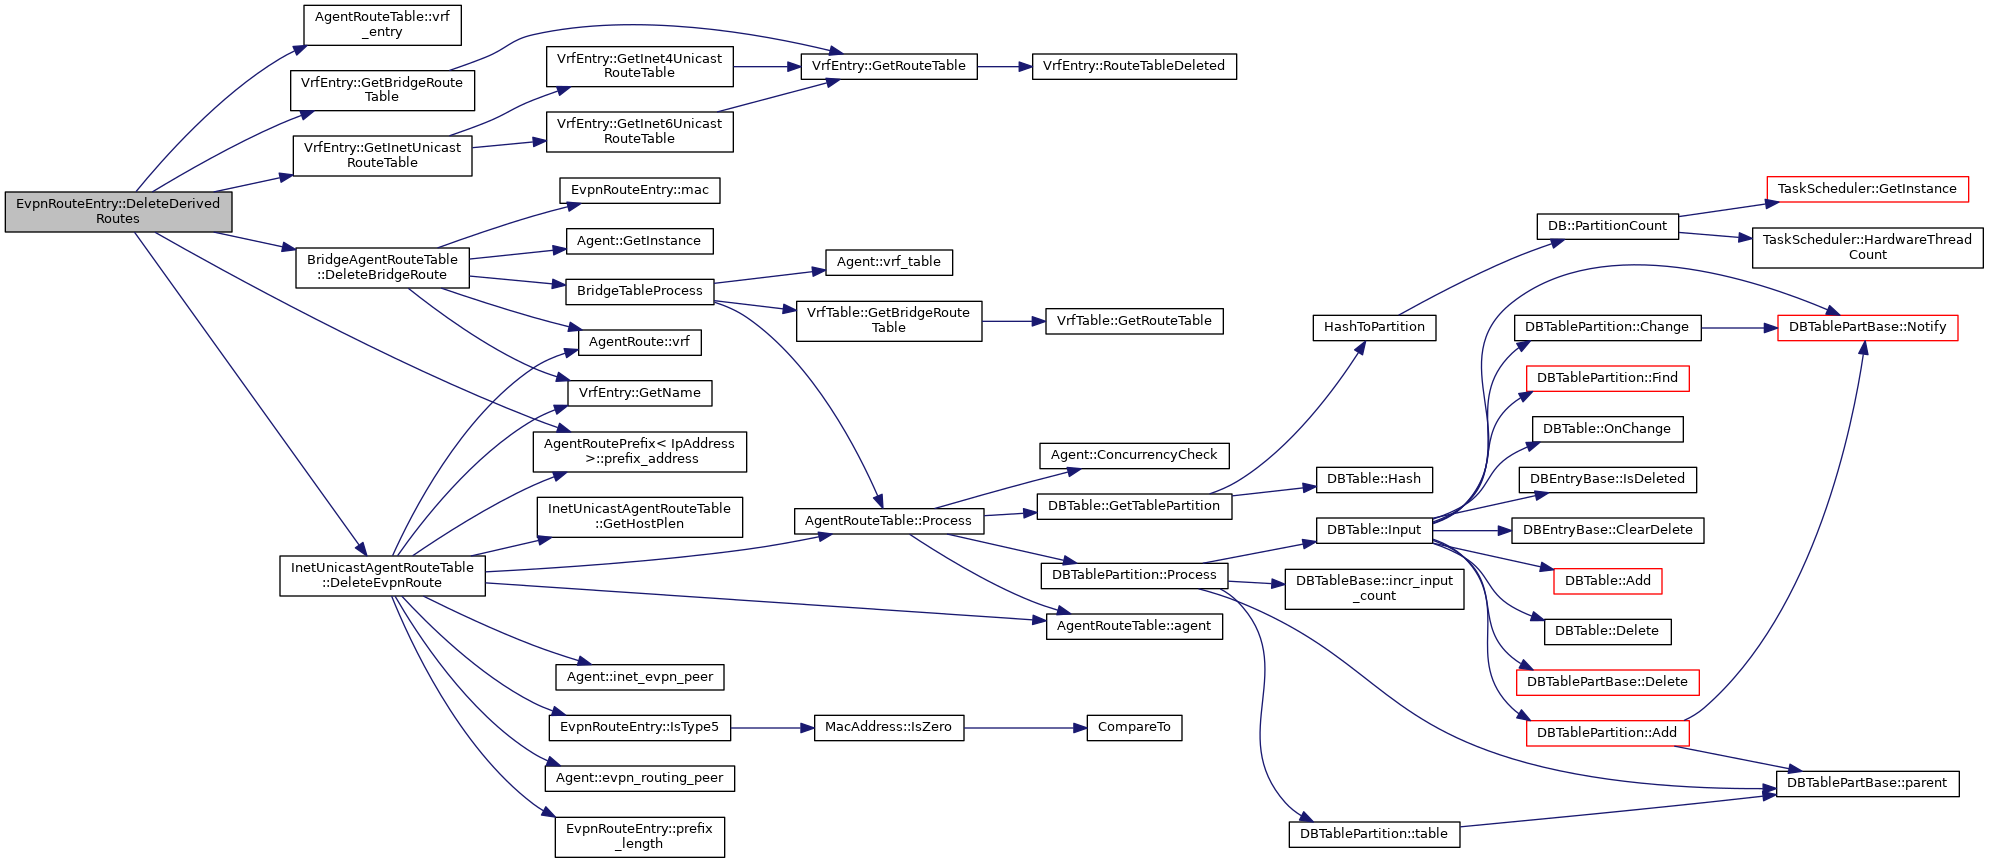 EvpnRouteEntry::DeleteDerived
Routes
AgentRouteTable::vrf
_entry
VrfEntry::GetBridgeRoute
Table
VrfEntry::GetInetUnicast
RouteTable
BridgeAgentRouteTable
::DeleteBridgeRoute
InetUnicastAgentRouteTable
::DeleteEvpnRoute
VrfEntry::GetInet4Unicast
RouteTable
VrfEntry::GetInet6Unicast
RouteTable
EvpnRouteEntry::mac
Agent::GetInstance
BridgeTableProcess
AgentRoute::vrf
VrfEntry::GetName
AgentRoutePrefix< IpAddress
>::prefix_address
InetUnicastAgentRouteTable
::GetHostPlen
Agent::inet_evpn_peer
EvpnRouteEntry::IsType5
Agent::evpn_routing_peer
EvpnRouteEntry::prefix
_length
VrfEntry::GetRouteTable
Agent::vrf_table
VrfTable::GetBridgeRoute
Table
AgentRouteTable::Process
MacAddress::IsZero
VrfEntry::RouteTableDeleted
VrfTable::GetRouteTable
Agent::ConcurrencyCheck
DBTable::GetTablePartition
DBTablePartition::Process
AgentRouteTable::agent
CompareTo
HashToPartition
DBTable::Hash
DBTable::Input
DBTableBase::incr_input
_count
DBTablePartition::table
DB::PartitionCount
DBTablePartition::Change
DBTablePartition::Find
DBTable::OnChange
DBEntryBase::IsDeleted
DBEntryBase::ClearDelete
DBTable::Add
DBTable::Delete
DBTablePartBase::Delete
DBTablePartition::Add
TaskScheduler::GetInstance
TaskScheduler::HardwareThread
Count
DBTablePartBase::Notify
DBTablePartBase::parent